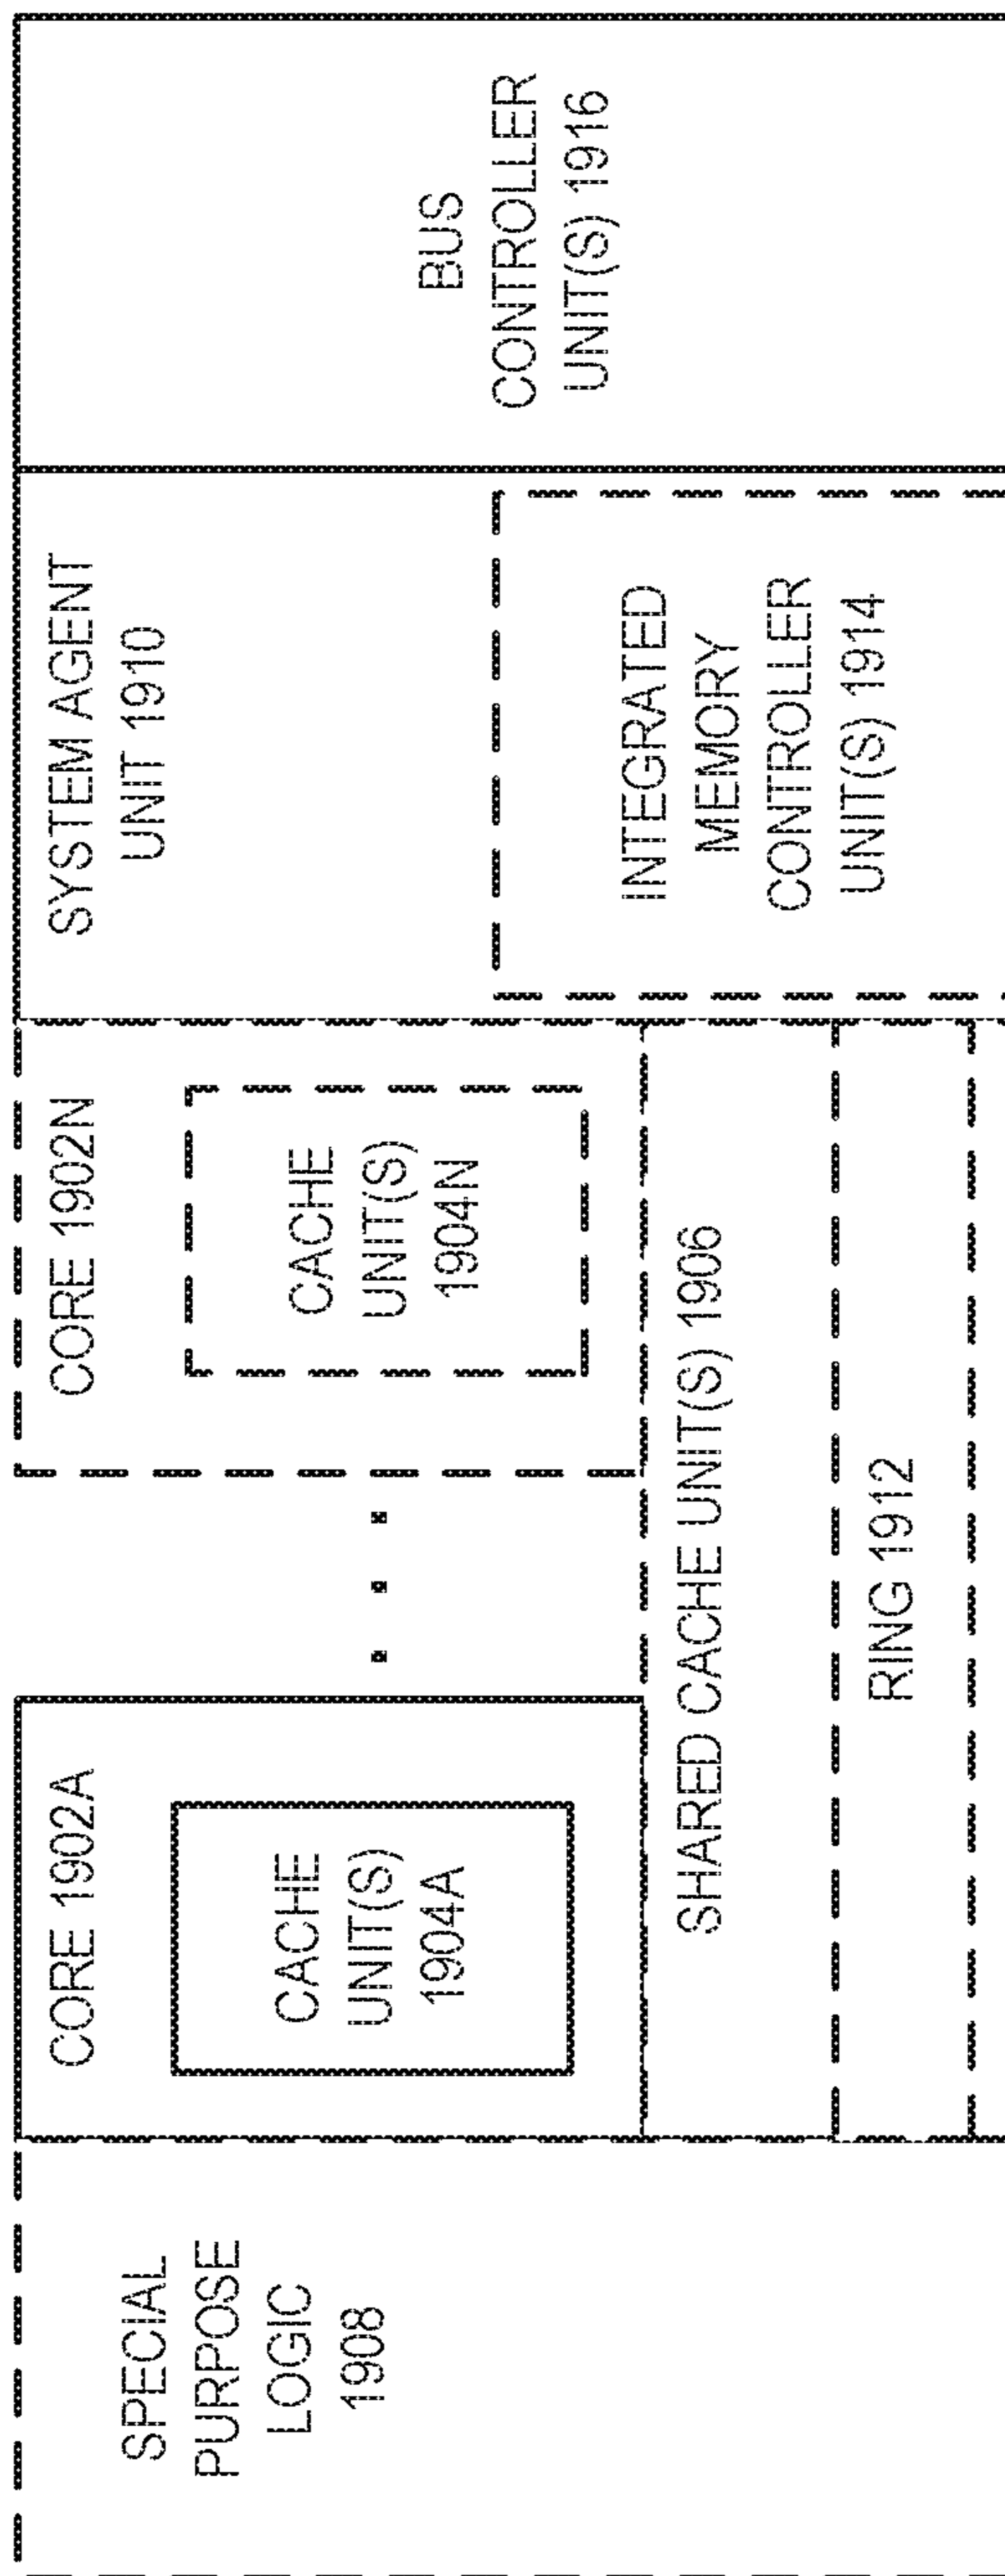 SPECIAL
PURPOSE
LOGIC
1908
CORE 1902A
CACHE
UNIT(S)
1904A
CORE 1902N
CACHE
UNIT(S)
1904N
SHARED CACHE UNIT(S) 1906
RING 1912
SYSTEM AGENT
UNIT 1910
INTEGRATED
MEMORY
CONTROLLER
UNIT(S) 1914
BUS
CONTROLLER
UNIT(S) 1916